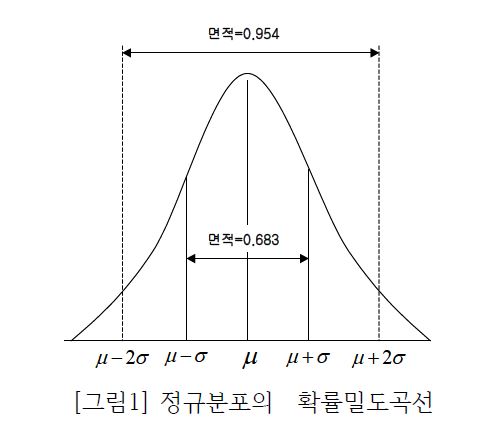 면적=0.954
면적=0.683
μ−2σ μ−σ μ μ+σ μ+2σ
[그림1] 정규분포의 확률밀도곡선